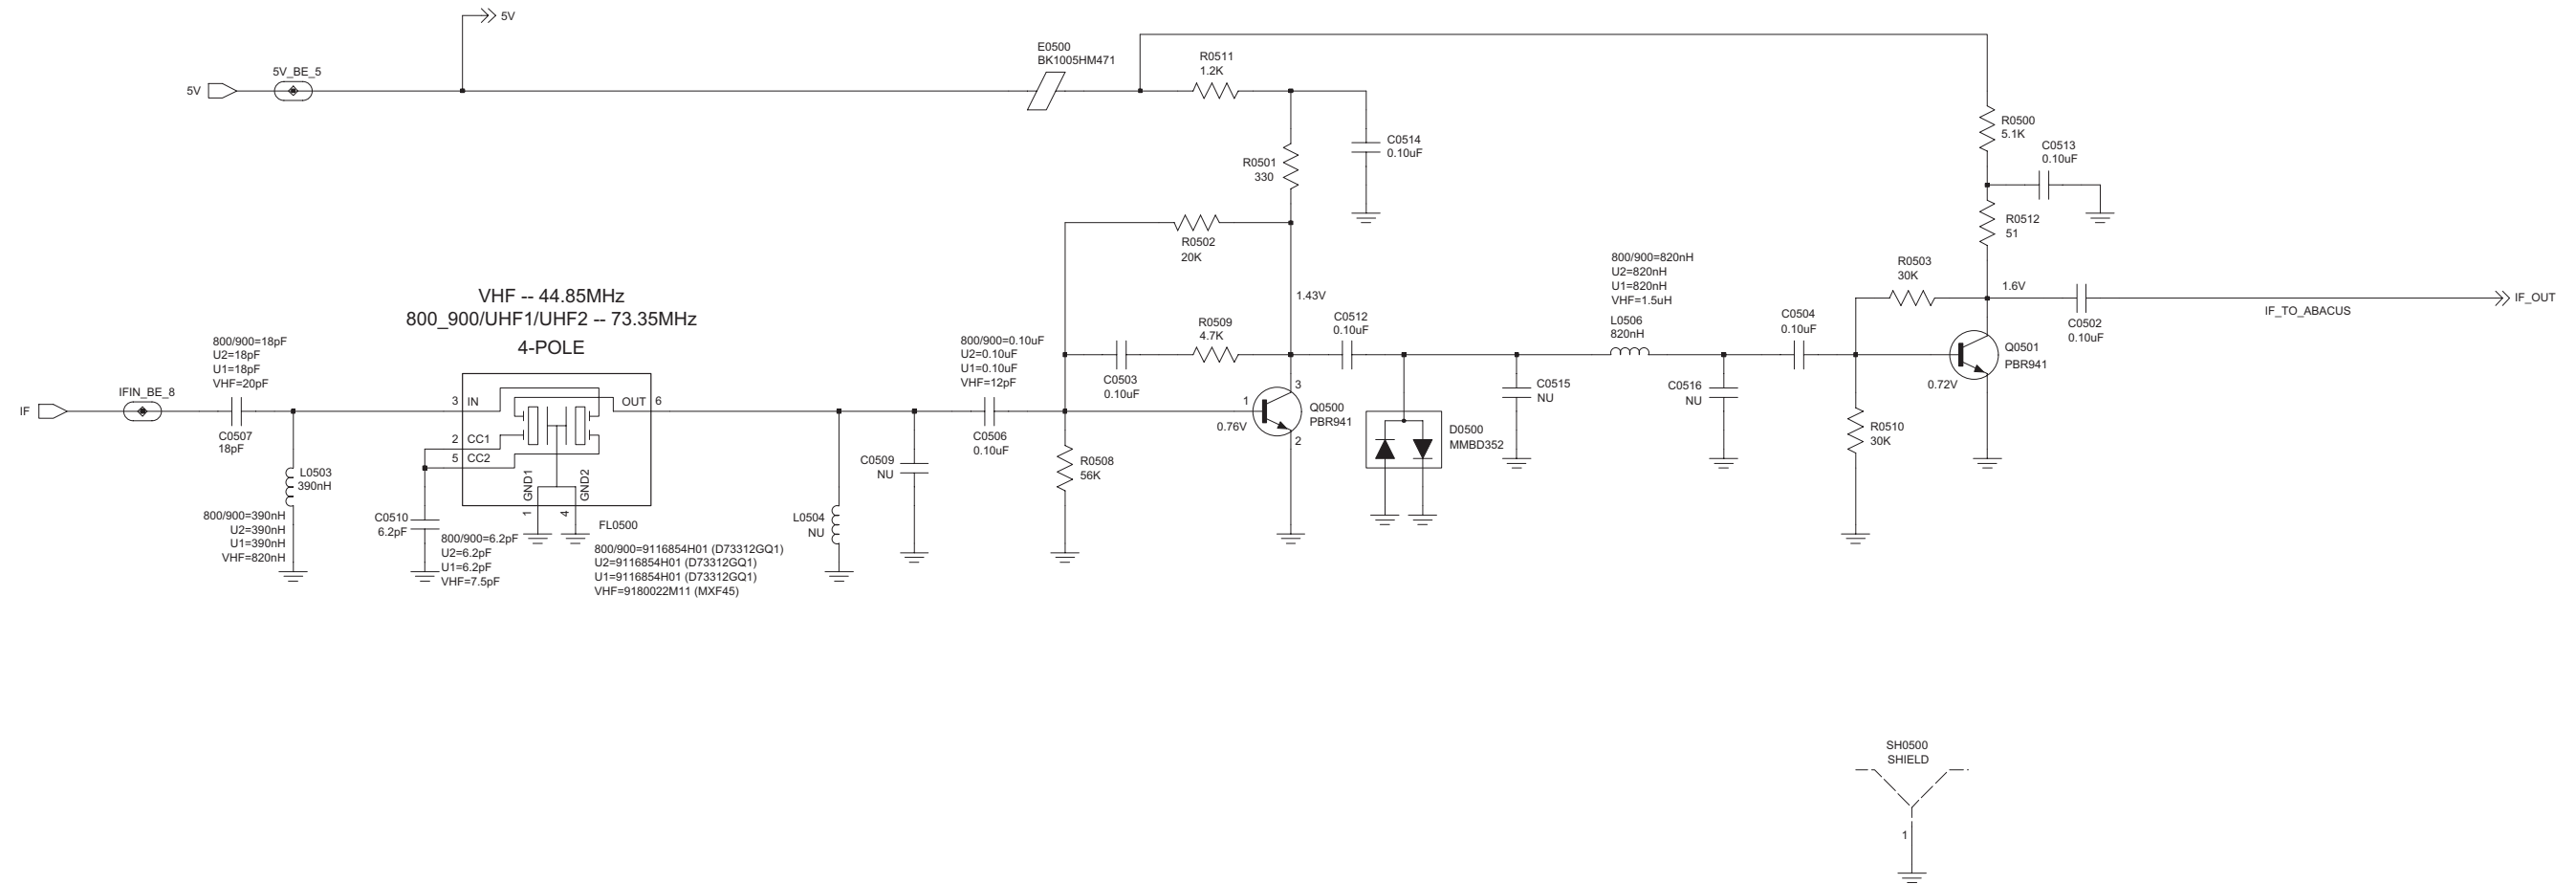 5V
5V
5V_BE_5
E0500
BK1005HM471
R0511
1.2K
R0501
330
C0514
0.10uF
R0500
5.1K
C0513
0.10uF
R0512
51
R0502
20K
1.43V
800/900=820nH
U2=820nH
U1=820nH
VHF=1.5uH
L0506
820nH
R0503
30K
1.6V
IF_OUT
IF_TO_ABACUS
C0502
0.10uF
VHF -- 44.85MHz
800_900/UHF1/UHF2 -- 73.35MHz
4-POLE
800/900=18pF
U2=18pF
U1=18pF
VHF=20pF
IFIN_BE_8
IF
C0507
18pF
3
IN
OUT
6
2
CC1
5
CC2
GND1
GND2
1
4
FL0500
800/900=9116854H01 (D73312GQ1)
U2=9116854H01 (D73312GQ1)
U1=9116854H01 (D73312GQ1)
VHF=9180022M11 (MXF45)
L0503
390nH
800/900=390nH
U2=390nH
U1=390nH
VHF=820nH
C0510
6.2pF
800/900=6.2pF
U2=6.2pF
U1=6.2pF
VHF=7.5pF
L0504
NU
C0509
NU
800/900=0.10uF
U2=0.10uF
U1=0.10uF
VHF=12pF
C0506
0.10uF
R0508
56K
C0503
0.10uF
R0509
4.7K
C0512
0.10uF
3
1
0.76V
Q0500
PBR941
2
D0500
MMBD352
C0515
NU
C0516
NU
C0504
0.10uF
R0510
30K
0.72V
Q0501
PBR941
SH0500
SHIELD
1